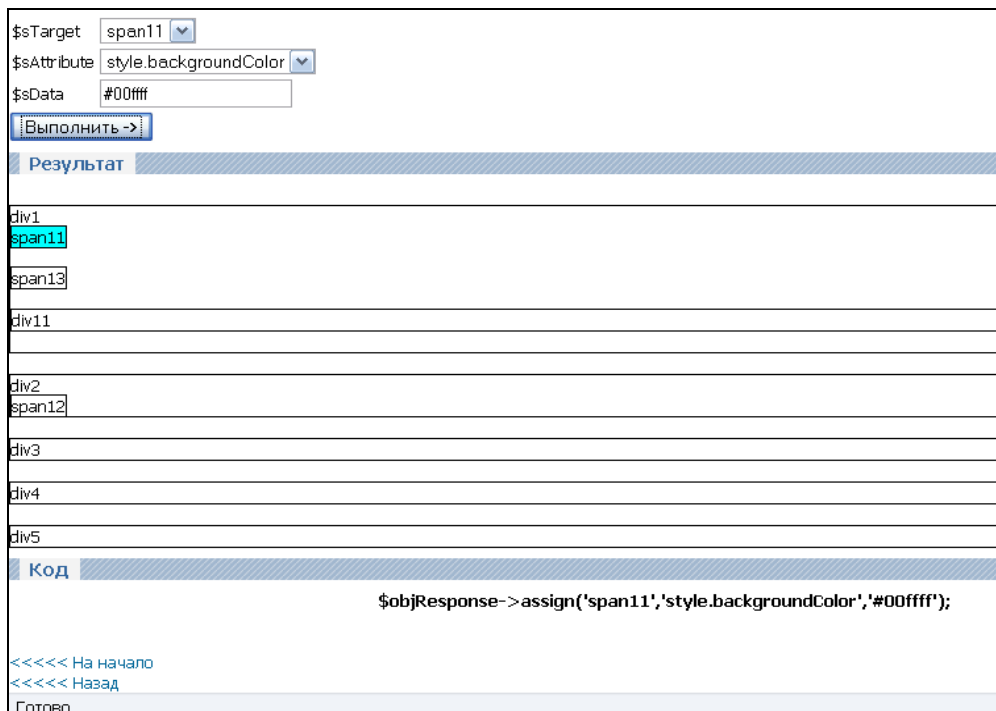 $sTarget span11
$sAttribute style.backgroundColor
$sData #00ffff
Выполнить ->
Результат
div1
span11
span13
div11
div2
span12
div3
div4
div5
Код
$objResponse->assign('span11','style.backgroundColor','#00ffff');
<<<<< На начало
<<<<< Назад
Готово